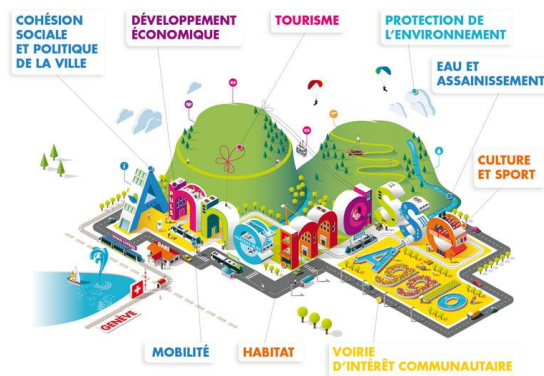 COHÉSION
SOCIALE
ET POLITIQUE
DE LA VILLE
DÉVELOPPEMENT
ÉCONOMIQUE
TOURISME
PROTECTION DE
L'ENVIRONNEMENT
EAU ET
ASSAINISSEMENT
CULTURE
ET SPORT
Annemasse
Agglo
GARE
GENÈVE
MOBILITÉ
HABITAT
VOIRIE
D'INTÉRÊT COMMUNAUTAIRE